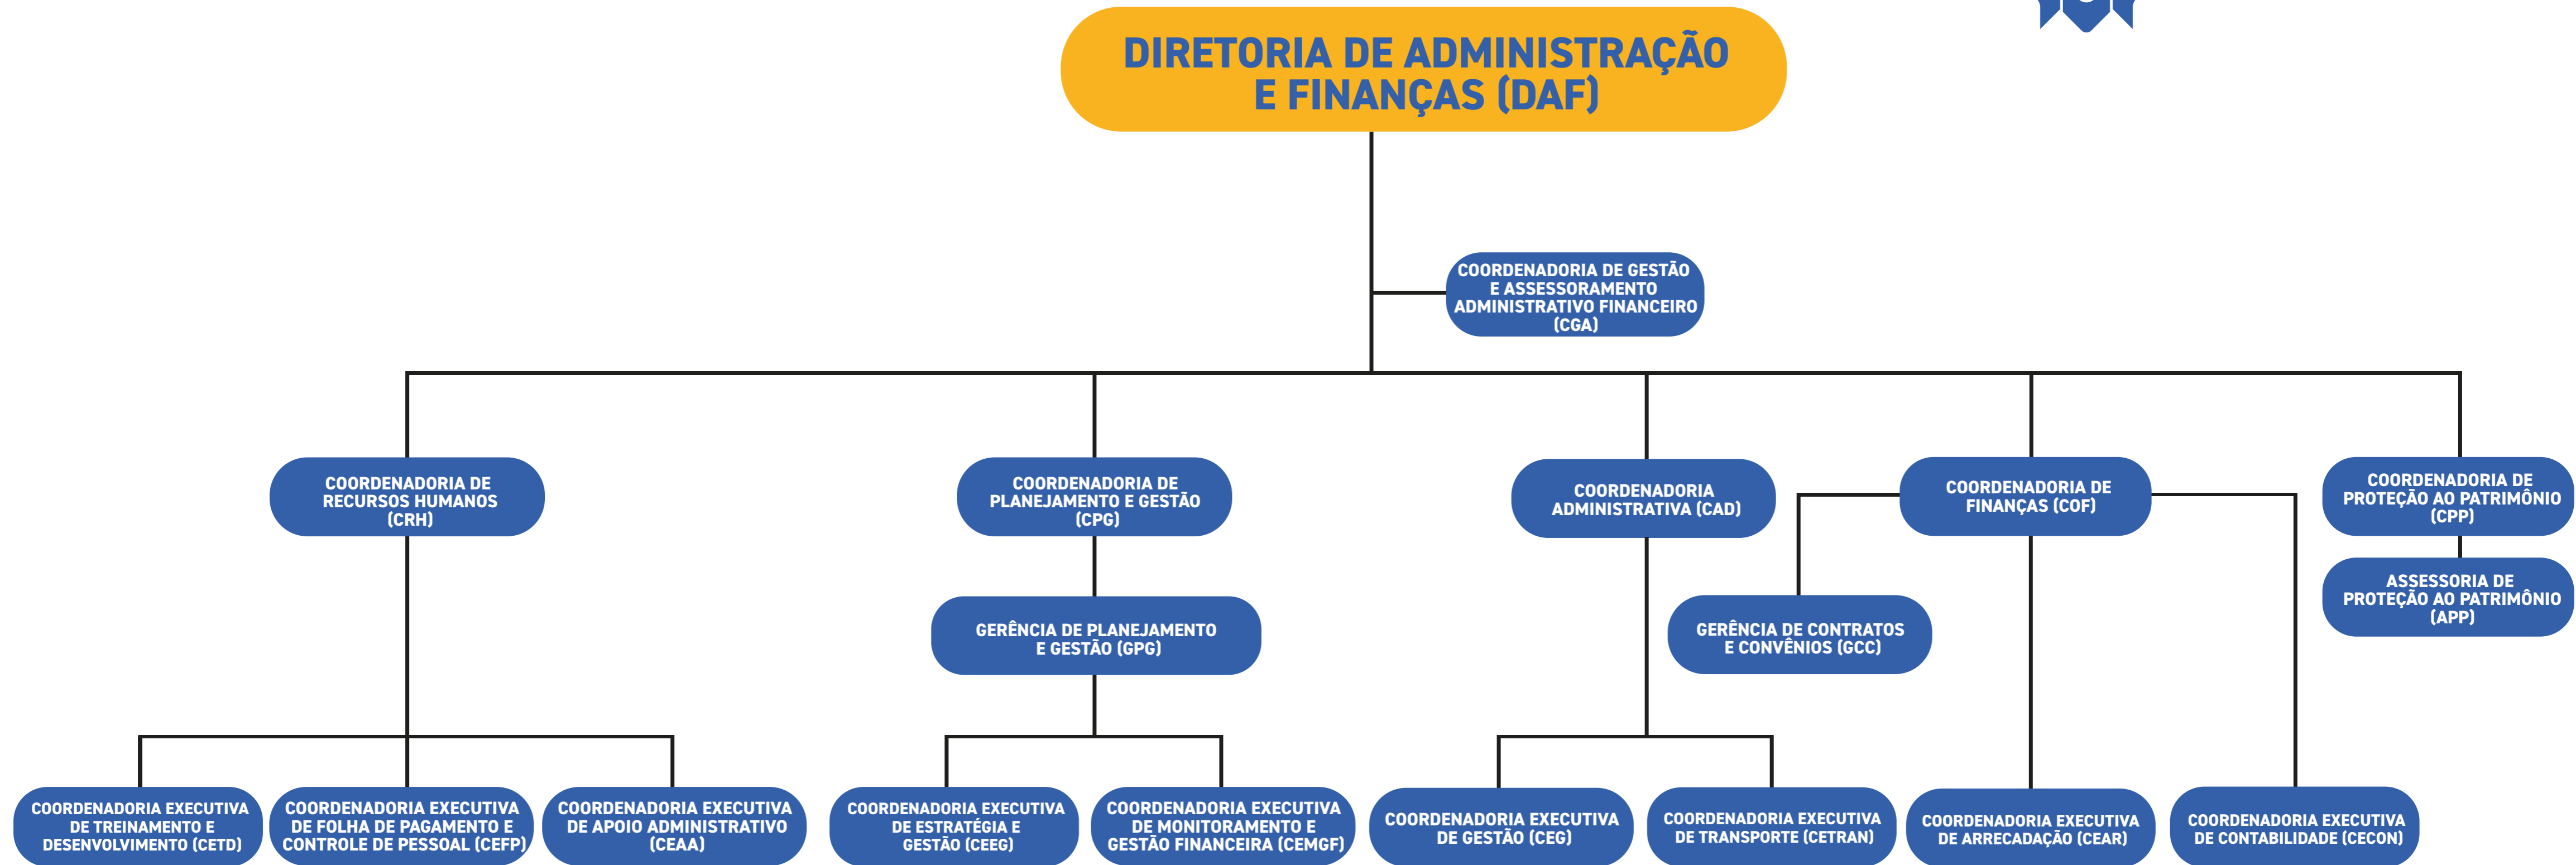 DIRETORIA DE ADMINISTRAÇÃO
E FINANÇAS (DAF)
COORDENADORIA DE GESTÃO
E ASSESSORAMENTO
ADMINISTRATIVO FINANCEIRO
(CGA)
COORDENADORIA DE
RECURSOS HUMANOS
(CRH)
COORDENADORIA DE
PLANEJAMENTO E GESTÃO
(CPG)
COORDENADORIA
ADMINISTRATIVA (CAD)
COORDENADORIA DE
FINANÇAS (COF)
COORDENADORIA DE
PROTEÇÃO AO PATRIMÔNIO
(CPP)
ASSESSORIA DE
PROTEÇÃO AO PATRIMÔNIO
(APP)
GERÊNCIA DE PLANEJAMENTO
E GESTÃO (GPG)
GERÊNCIA DE CONTRATOS
E CONVÊNIOS (GCC)
COORDENADORIA EXECUTIVA
DE TREINAMENTO E
DESENVOLVIMENTO (CETD)
COORDENADORIA EXECUTIVA
DE FOLHA DE PAGAMENTO E
CONTROLE DE PESSOAL (CEFP)
COORDENADORIA EXECUTIVA
DE APOIO ADMINISTRATIVO
(CEAA)
COORDENADORIA EXECUTIVA
DE ESTRATÉGIA E
GESTÃO (CEEG)
COORDENADORIA EXECUTIVA
DE MONITORAMENTO E
GESTÃO FINANCEIRA (CEMGF)
COORDENADORIA EXECUTIVA
DE GESTÃO (CEG)
COORDENADORIA EXECUTIVA
DE TRANSPORTE (CETRAN)
COORDENADORIA EXECUTIVA
DE ARRECADAÇÃO (CEAR)
COORDENADORIA EXECUTIVA
DE CONTABILIDADE (CECON)